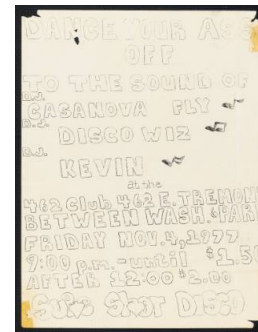 DANCE YOUR ASS
OFF
TO THE SOUND OF
D.J.
CASANOVA FLY
D.J.
DISCO WIZ
D.J.
KEVIN
at the
462 Club 462 E. TREMONT
BETWEEN WASH. & PARK
FRIDAY NOV. 4, 1977
9:00 p.m. - until $1.50
AFTER 12:00 $2.00
Sure Shot DISCO